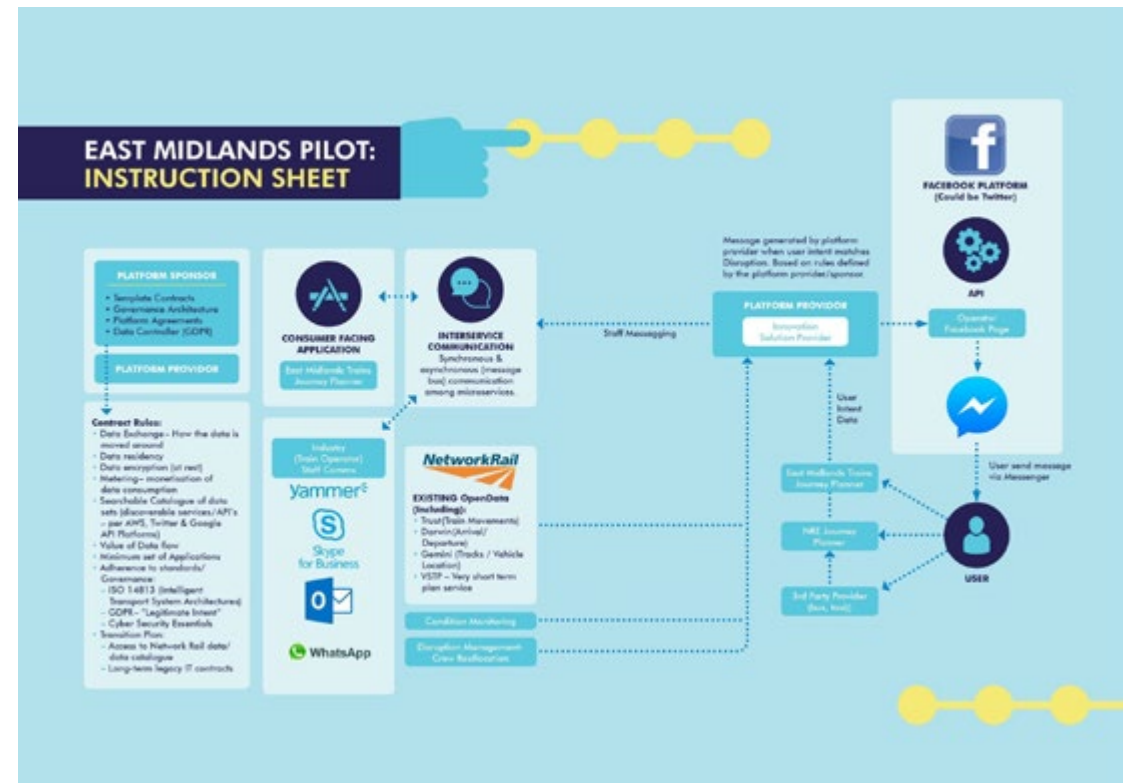 EAST MIDLANDS PILOT:
INSTRUCTION SHEET
PLATFORM SPONSOR
• Template Contracts
• Governance Architecture
• Platform Agreements
• Data Controller (GDPR)
PLATFORM PROVIDOR
Contract Rules:
· Data Exchange - How the data is
moved around
· Data residency
· Data encryption (at rest)
· Metering – monetisation of
data consumption
· Searchable Catalogue of data
sets (discoverable services/API's
– per AWS, Twitter & Google
API Platforms)
· Value of Data flow
· Minimum set of Applications
· Adherence to standards/
Governance:
– ISO 14813 (Intelligent
Transport System Architectures)
– GDPR – "Legitimate Intent"
– Cyber Security Essentials
· Transition Plan:
– Access to Network Rail data/
data catalogue
– Long-term legacy IT contracts
CONSUMER FACING
APPLICATION
East Midlands Trains
Journey Planner
INTERSERVICE
COMMUNICATION
Synchronous &
asynchronous (message
bus) communication
among microservices.
Industry
(Train Operator)
Staff Comms
yammer
Skype
for Business
WhatsApp
NetworkRail
EXISTING OpenData
(Including):
· Trust (Train Movements)
· Darwin (Arrival/
Departure)
· Gemini (Tracks / Vehicle
Location)
· VSTP – Very short term
plan service
Condition Monitoring
Disruption Management
Crew Reallocation
Staff Messagging
Message generated by platform
provider when user intent matches
Disruption. Based on rules defined
by the platform provider/sponsor.
PLATFORM PROVIDOR
Innovation
Solution Provider
User
Intent
Data
East Midlands Trains
Journey Planner
NRE Journey
Planner
3rd Party Provider
(bus, taxi)
FACEBOOK PLATFORM
(Could be Twitter)
API
Operator
Facebook Page
User send message
via Messenger
USER